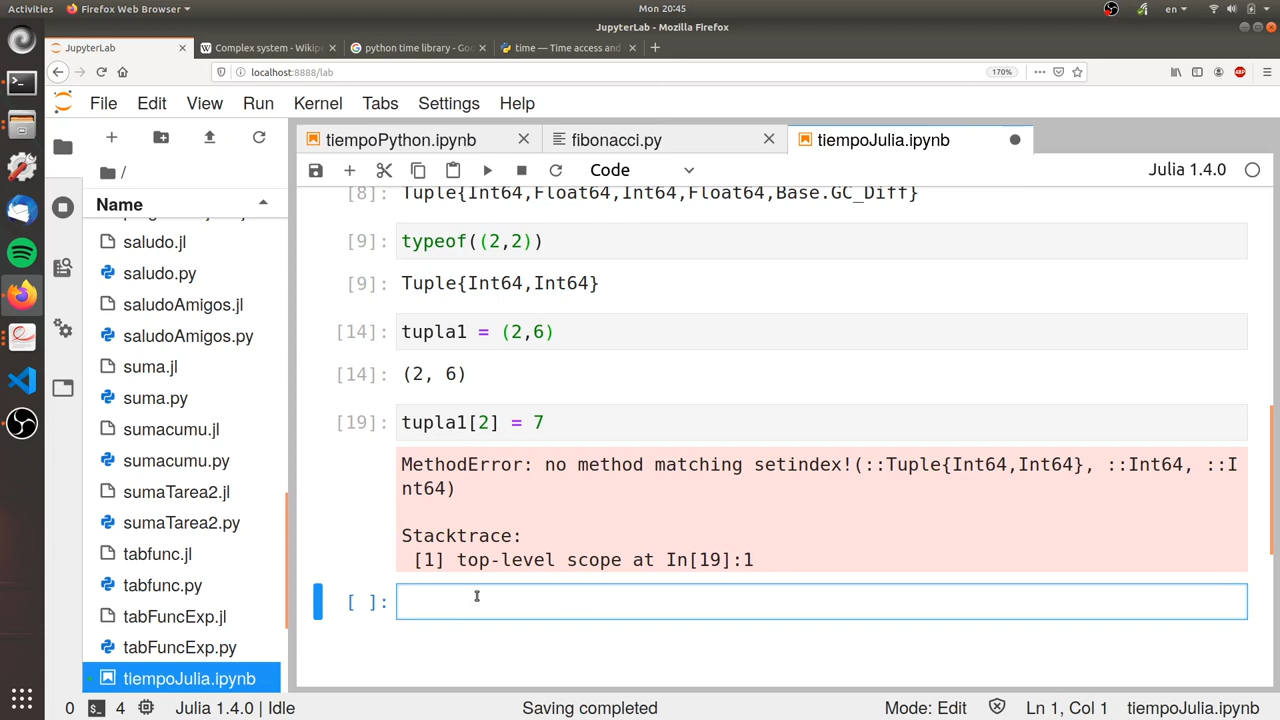 Activities
Firefox Web Browser
Mon 20:45
en
JupyterLab - Mozilla Firefox
JupyterLab
Complex system - Wikipe
python time library - Goo
time — Time access and
localhost:8888/lab
170%
ABP
File Edit View Run Kernel Tabs Settings Help
tiempoPython.ipynb
fibonacci.py
tiempoJulia.ipynb
Code
Julia 1.4.0
/
Name
saludo.jl
saludo.py
saludoAmigos.jl
saludoAmigos.py
suma.jl
suma.py
sumacumu.jl
sumacumu.py
sumaTarea2.jl
sumaTarea2.py
tabfunc.jl
tabfunc.py
tabFuncExp.jl
tabFuncExp.py
tiempoJulia.ipynb
[8]: Tuple{Int64,Float64,Int64,Float64,Base.GC_Diff}
[9]: typeof((2,2))
[9]: Tuple{Int64,Int64}
[14]: tupla1 = (2,6)
[14]: (2, 6)
[19]: tupla1[2] = 7
MethodError: no method matching setindex!(::Tuple{Int64,Int64}, ::Int64, ::I
nt64)
Stacktrace:
[1] top-level scope at In[19]:1
[ ]:
0
4
Julia 1.4.0 | Idle
Saving completed
Mode: Edit
Ln 1, Col 1
tiempoJulia.ipynb